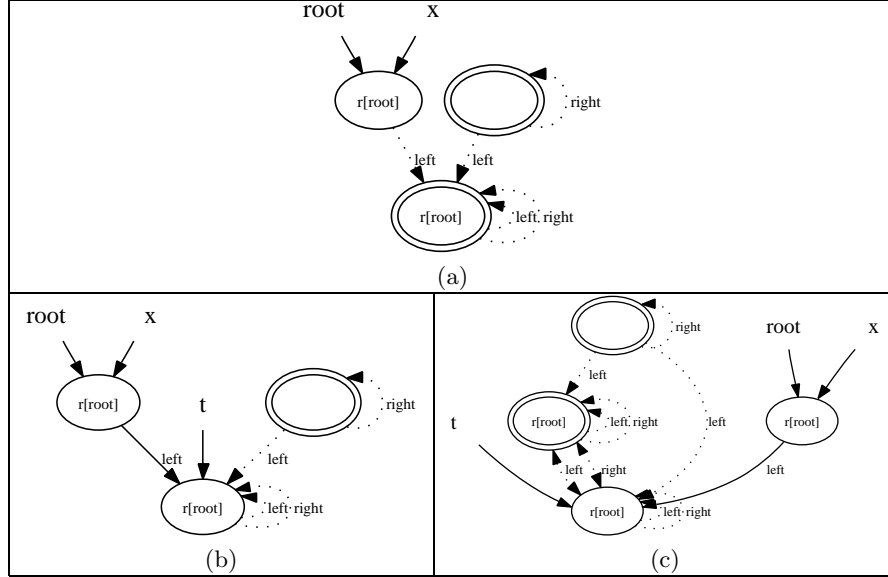 root x
r[root]
right
left left
r[root]
left right
(a)
root x
r[root]
t
right
left left
r[root]
left right
(b)
right
root x
left
t
r[root]
left right
r[root]
left
left right
left
r[root]
left right
(c)